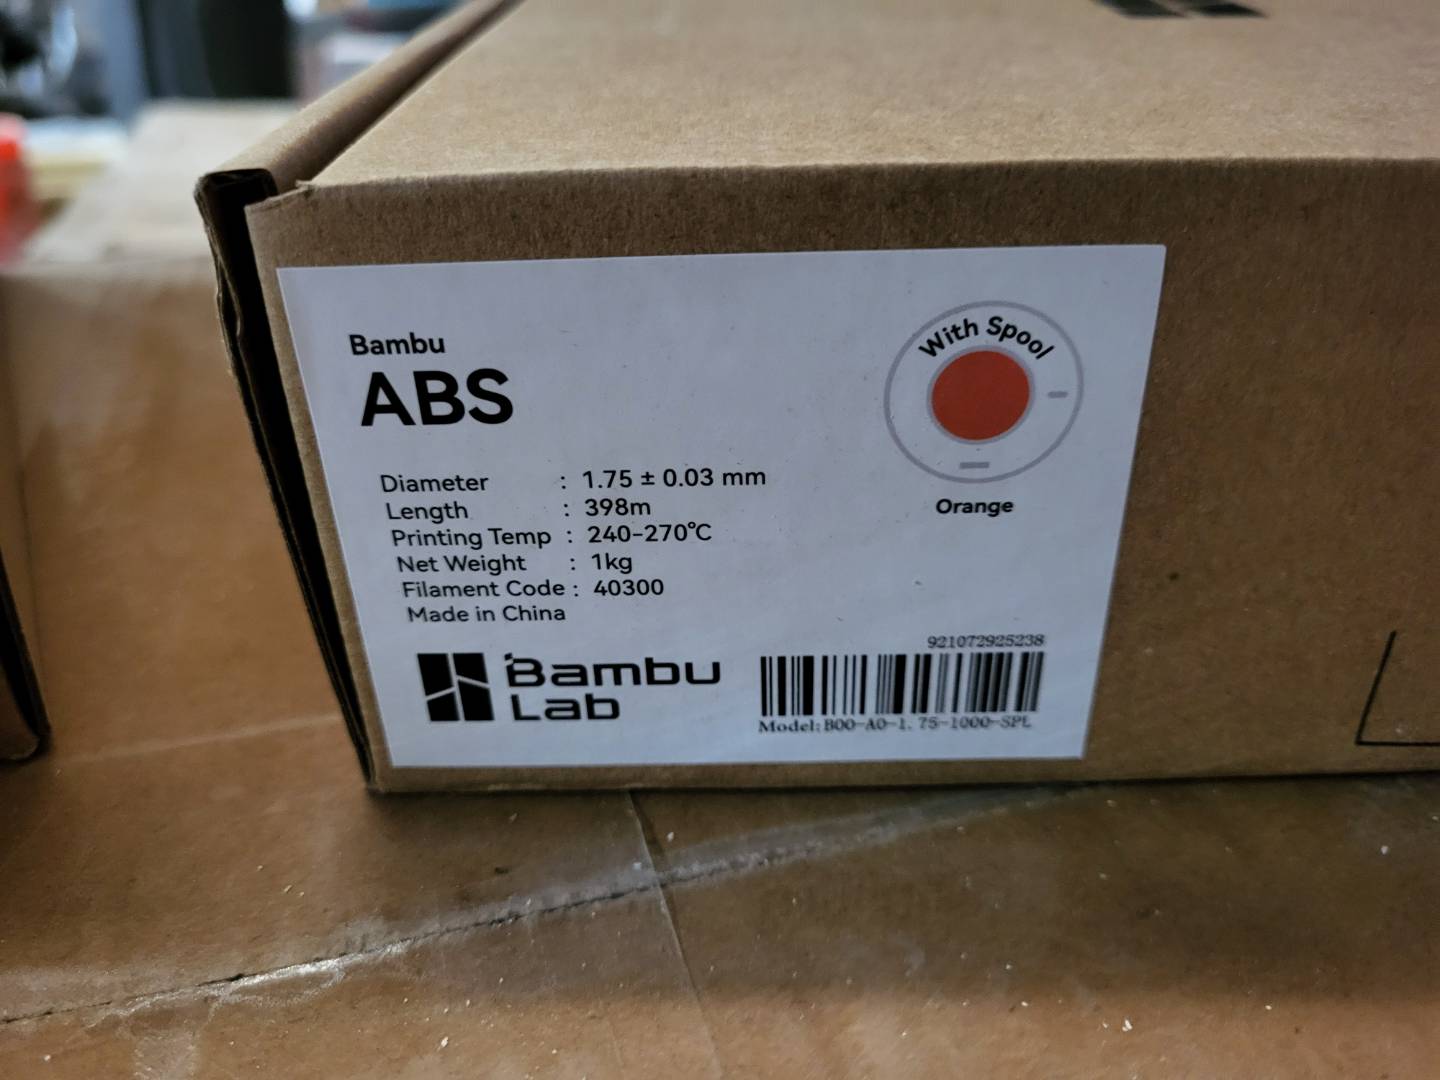 Bambu
ABS
With Spool
Orange
Diameter : 1.75 ± 0.03 mm
Length : 398m
Printing Temp : 240-270℃
Net Weight : 1kg
Filament Code : 40300
Made in China
Bambu
Lab
921072925238
Model: B00-A0-1. 75-1000-SPL